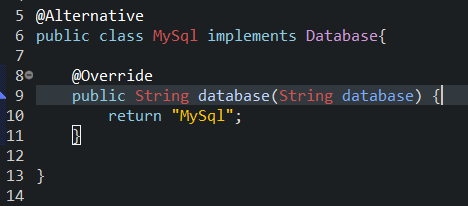 5 @Alternative
6 public class MySql implements Database{
7
8 @Override
9 public String database(String database) {
10 return "MySql";
11 }
12
13 }
14